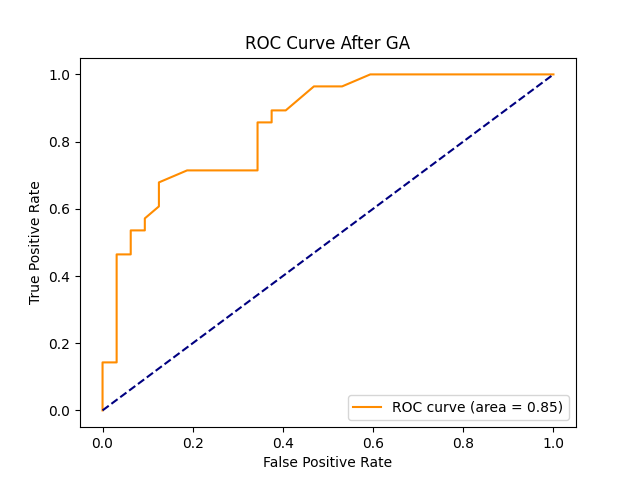 ROC Curve After GA
1.0
0.8
0.6
0.4
0.2
0.0
True Positive Rate
ROC curve (area = 0.85)
0.0 0.2 0.4 0.6 0.8 1.0
False Positive Rate